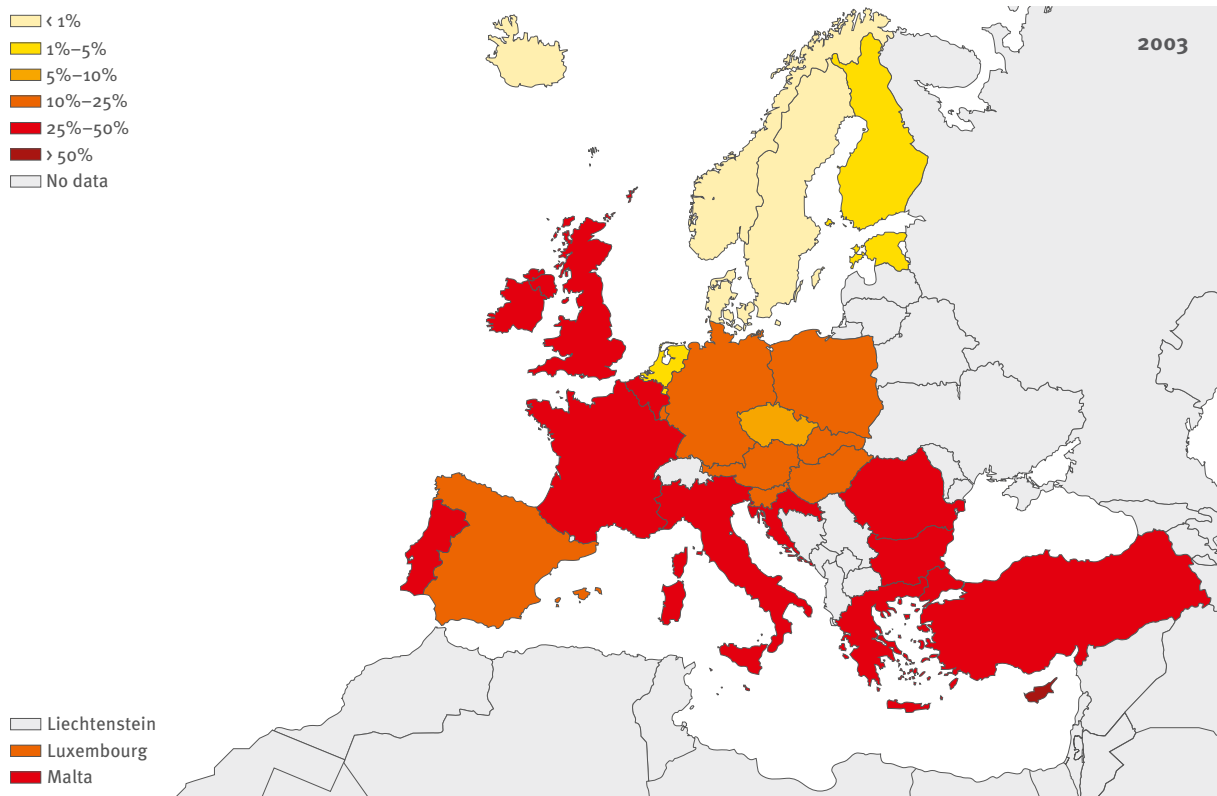 < 1%
1%–5%
5%–10%
10%–25%
25%–50%
> 50%
No data
2003
Liechtenstein
Luxembourg
Malta